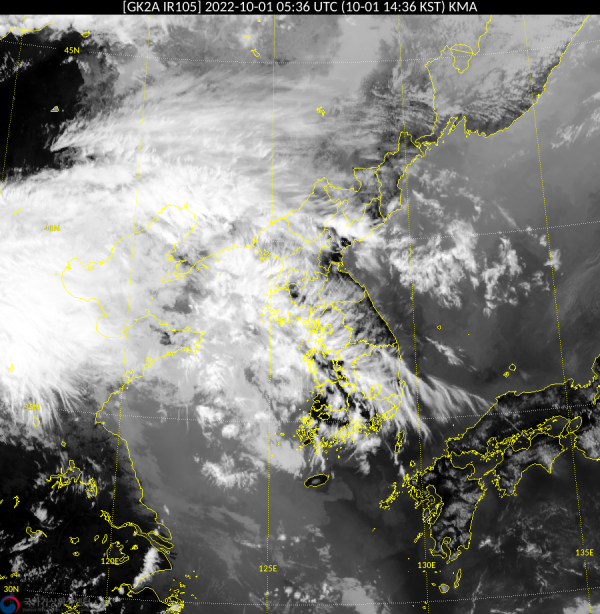 [GK2A IR105] 2022-10-01 05:36 UTC (10-01 14:36 KST) KMA
45N
40N
35N
120E
125E
130E
135E
30N